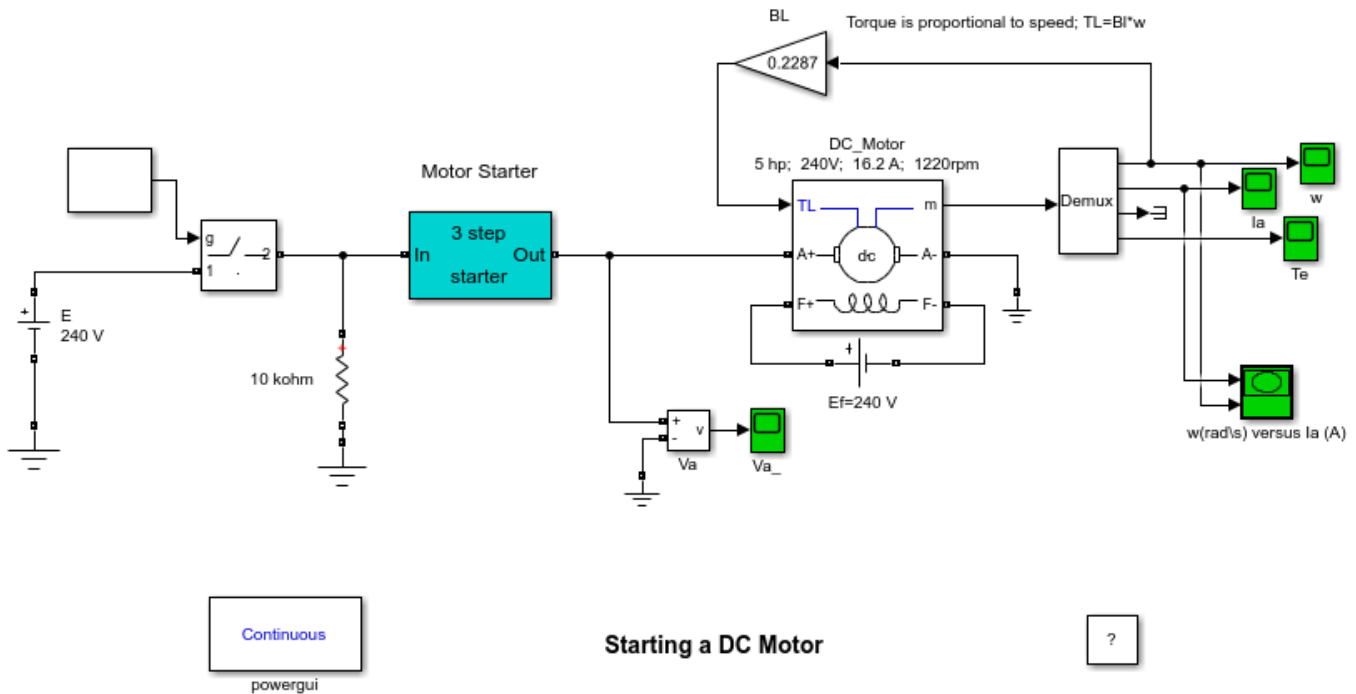 BL
Torque is proportional to speed; TL=Bl*w
0.2287
DC_Motor
5 hp; 240V; 16.2 A; 1220rpm
Motor Starter
TL
m
Demux
w
Ia
g
1
2
3 step
In
Out
starter
A+
dc
A-
Te
+
E
240 V
F+
F-
+
10 kohm
+
Ef=240 V
+
v
-
Va
Va_
w(rad\s) versus Ia (A)
Continuous
powergui
Starting a DC Motor
?